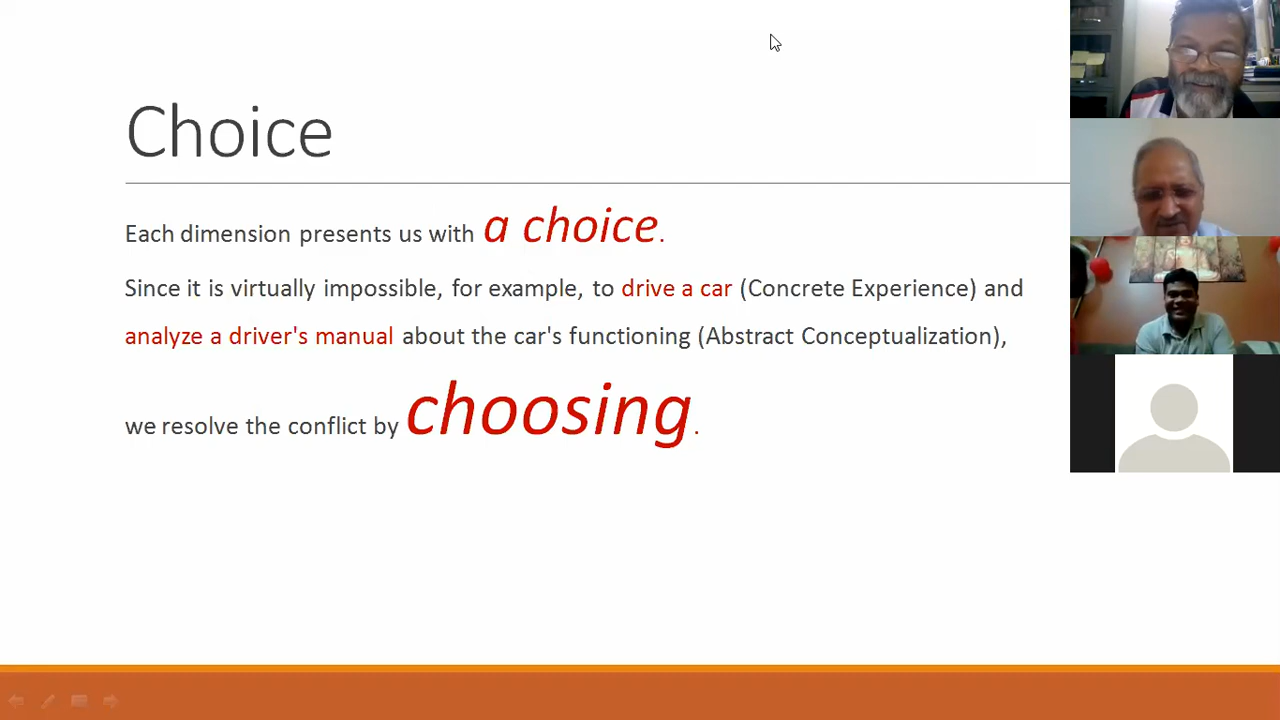 Choice
Each dimension presents us with a choice.
Since it is virtually impossible, for example, to drive a car (Concrete Experience) and
analyze a driver's manual about the car's functioning (Abstract Conceptualization),
we resolve the conflict by choosing.